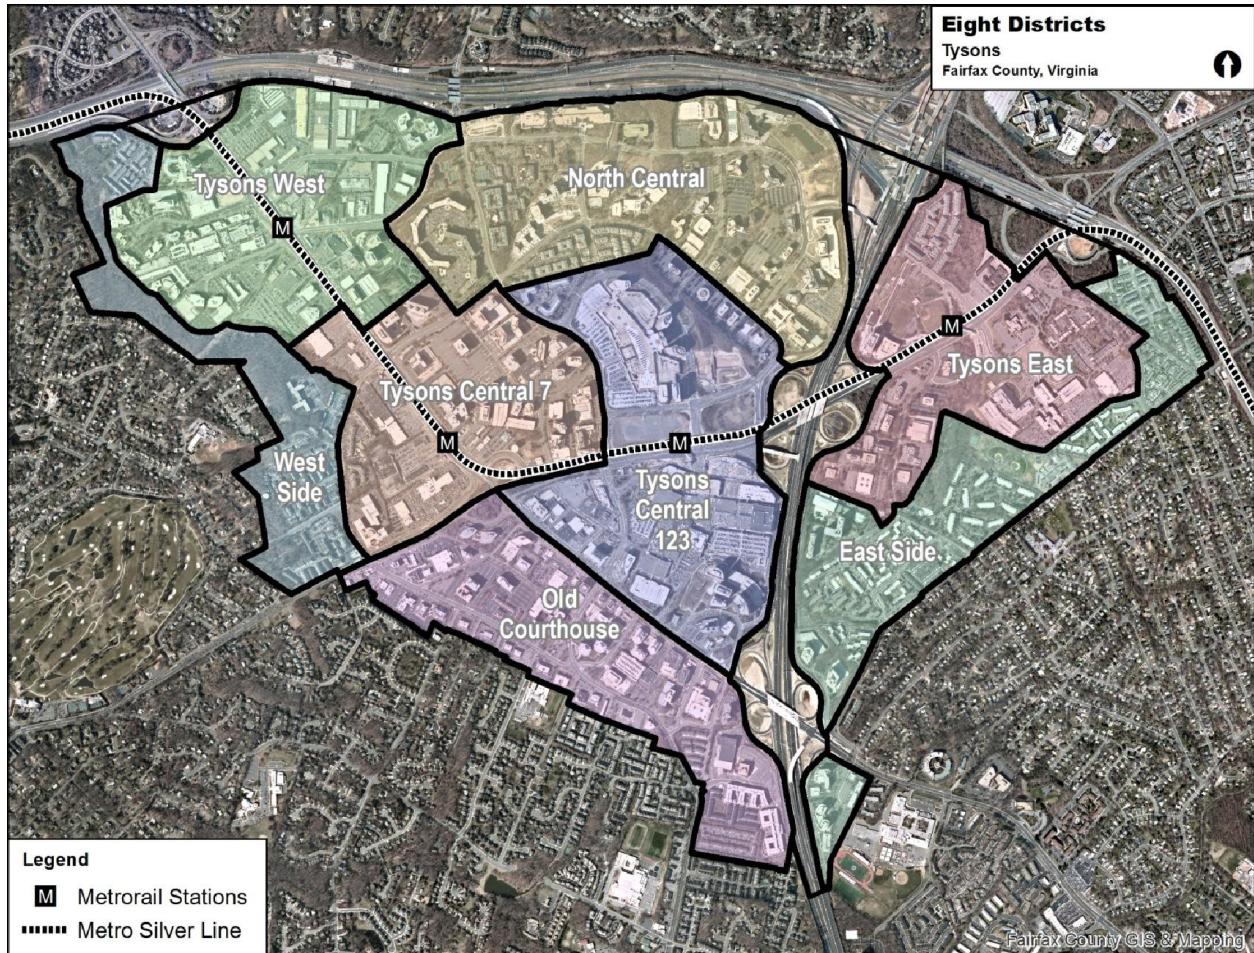 Eight Districts
Tysons
Fairfax County, Virginia
Tysons West
M
North Central
M
Tysons East
Tysons Central 7
M
M
West
Side
Tysons
Central
123
East Side
Old
Courthouse
Legend
M Metrorail Stations
Metro Silver Line
Fairfax County GIS & Mapping